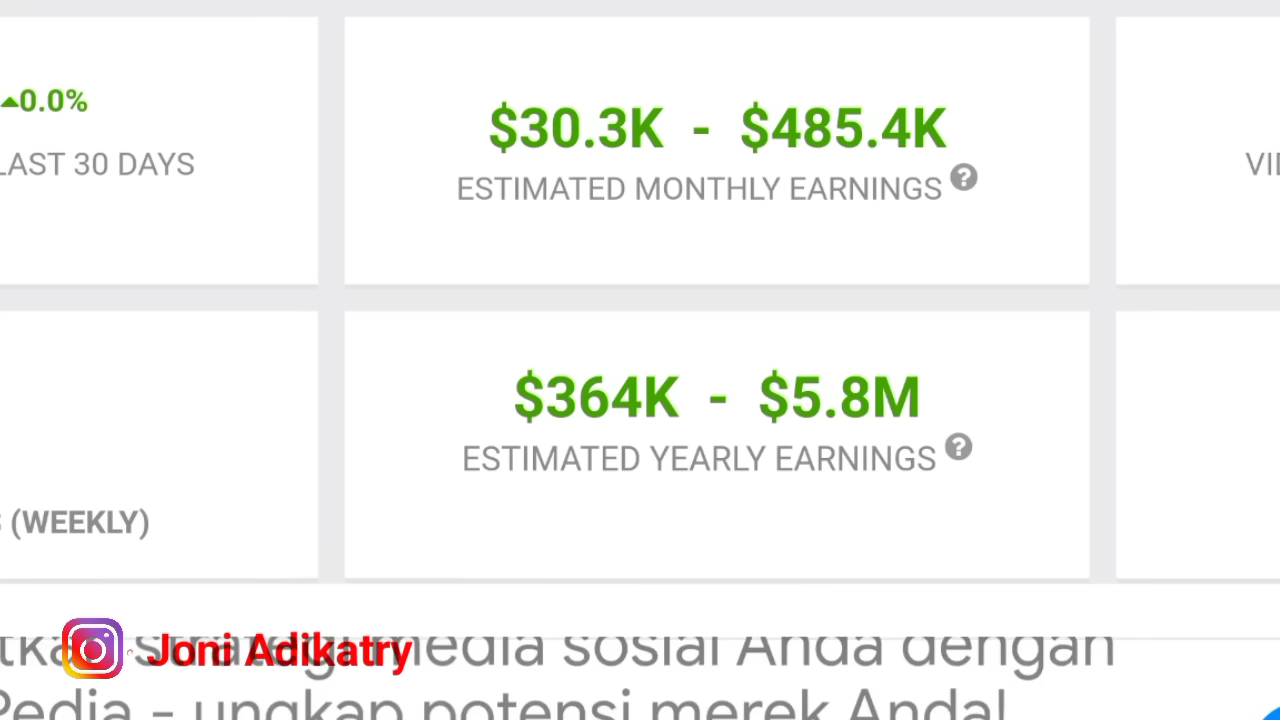 ▲0.0%
LAST 30 DAYS
$30.3K - $485.4K
ESTIMATED MONTHLY EARNINGS ?
$364K - $5.8M
ESTIMATED YEARLY EARNINGS ?
(WEEKLY)
Joni Adikatry
strategi media sosial Anda dengan
Pedia - ungkap potensi merek Anda!